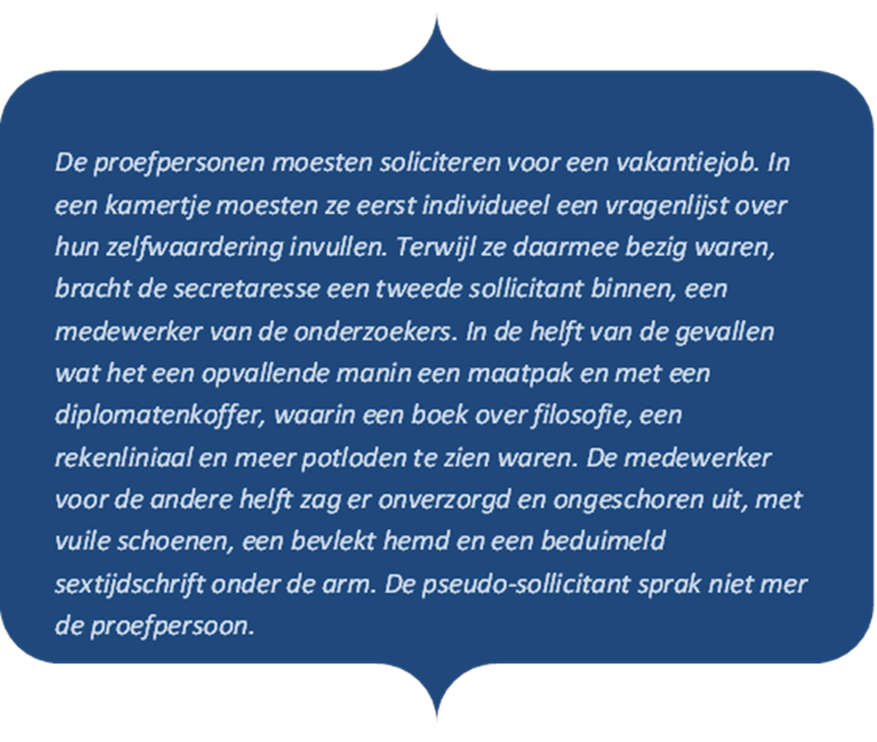 De proefpersonen moesten soliciteren voor een vakantiejob. In
een kamertje moesten ze eerst individueel een vragenlijst over
hun zelfwaardering invullen. Terwijl ze daarmee bezig waren,
bracht de secretaresse een tweede sollicitant binnen, een
medewerker van de onderzoekers. In de helft van de gevallen
wat het een opvallende manin een maatpak en met een
diplomatenkoffer, waarin een boek over filosofie, een
rekenliniaal en meer potloden te zien waren. De medewerker
voor de andere helft zag er onverzorgd en ongeschoren uit, met
vuile schoenen, een bevlekt hemd en een beduimeld
sextijdschrift onder de arm. De pseudo-sollicitant sprak niet mer
de proefpersoon.